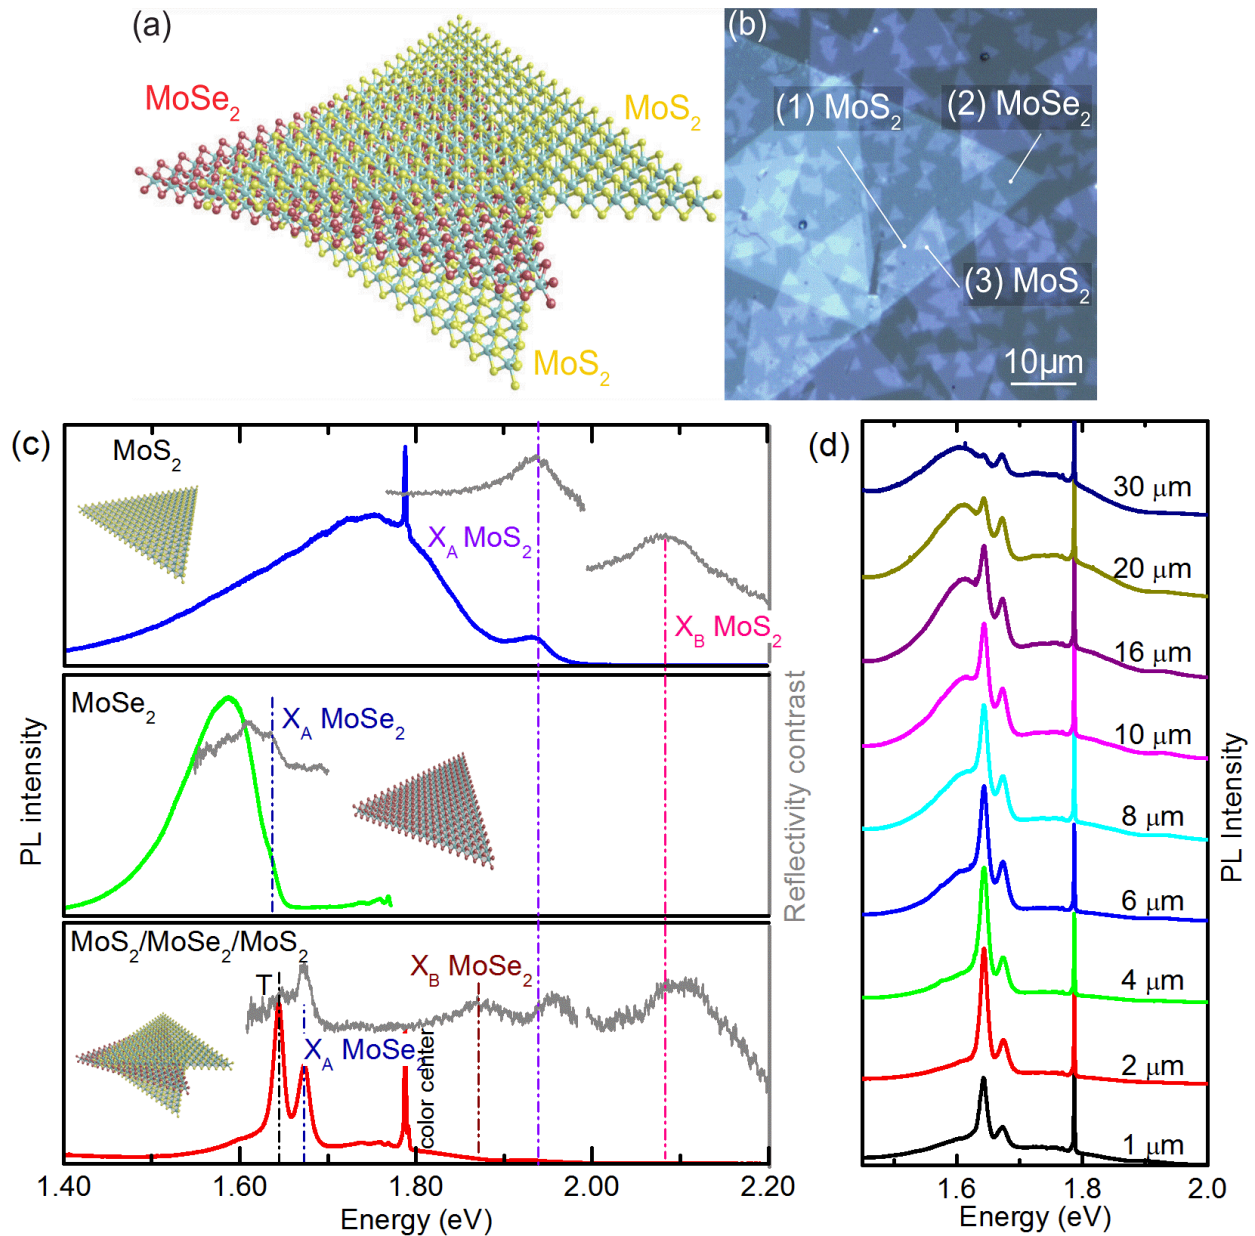 (a)
MoSe2
MoS2
MoS2
(b)
(1) MoS2
(2) MoSe2
(3) MoS2
10μm
(c)
MoS2
XA MoS2
XB MoS2
MoSe2
XA MoSe2
MoS2/MoSe2/MoS2
T
XA MoSe2
color center
XB MoSe2
PL intensity
Reflectivity contrast
1.40
1.60
1.80
2.00
2.20
Energy (eV)
(d)
30 μm
20 μm
16 μm
10 μm
8 μm
6 μm
4 μm
2 μm
1 μm
PL Intensity
1.6
1.8
2.0
Energy (eV)